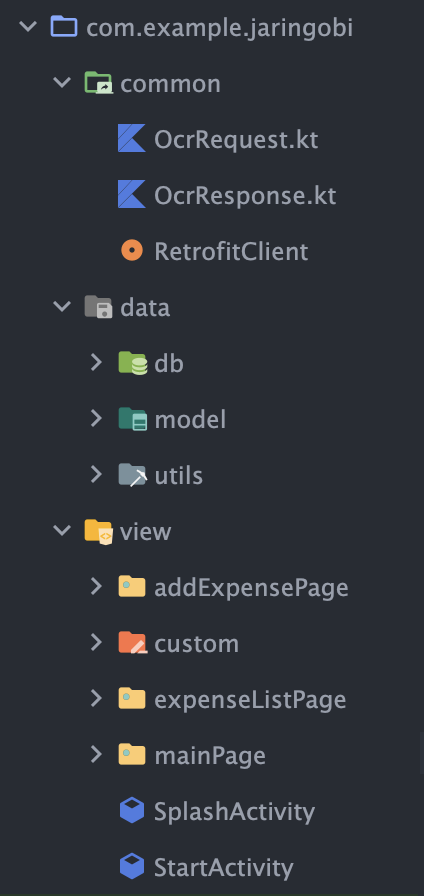 com.example.jaringobi
common
OcrRequest.kt
OcrResponse.kt
RetrofitClient
data
db
model
utils
view
addExpensePage
custom
expenseListPage
mainPage
SplashActivity
StartActivity